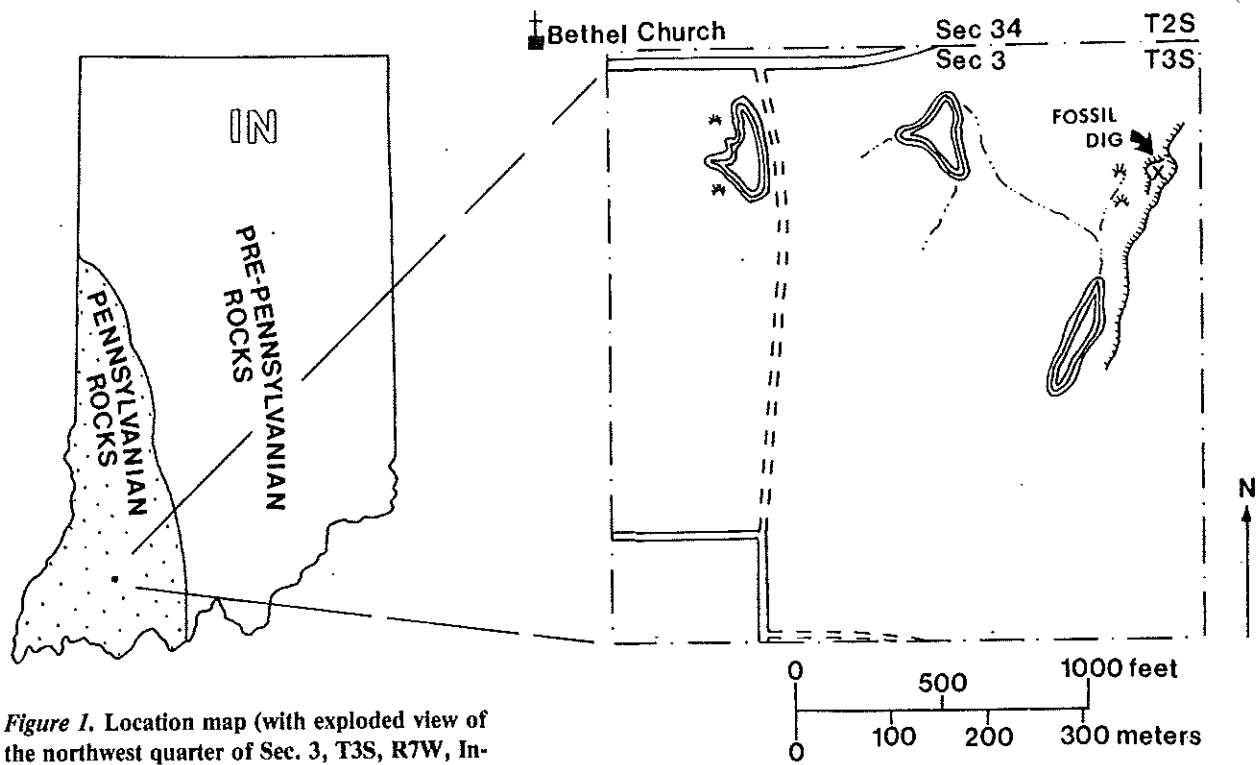 Bethel Church
Sec 34
T2S
Sec 3
T3S
IN
FOSSIL
DIG
PRE-PENNSYLVANIAN
ROCKS
PENNSYLVANIAN
ROCKS
N
0
500
1000 feet
0
100
200
300 meters
Figure 1. Location map (with exploded view of
the northwest quarter of Sec. 3, T3S, R7W, In-